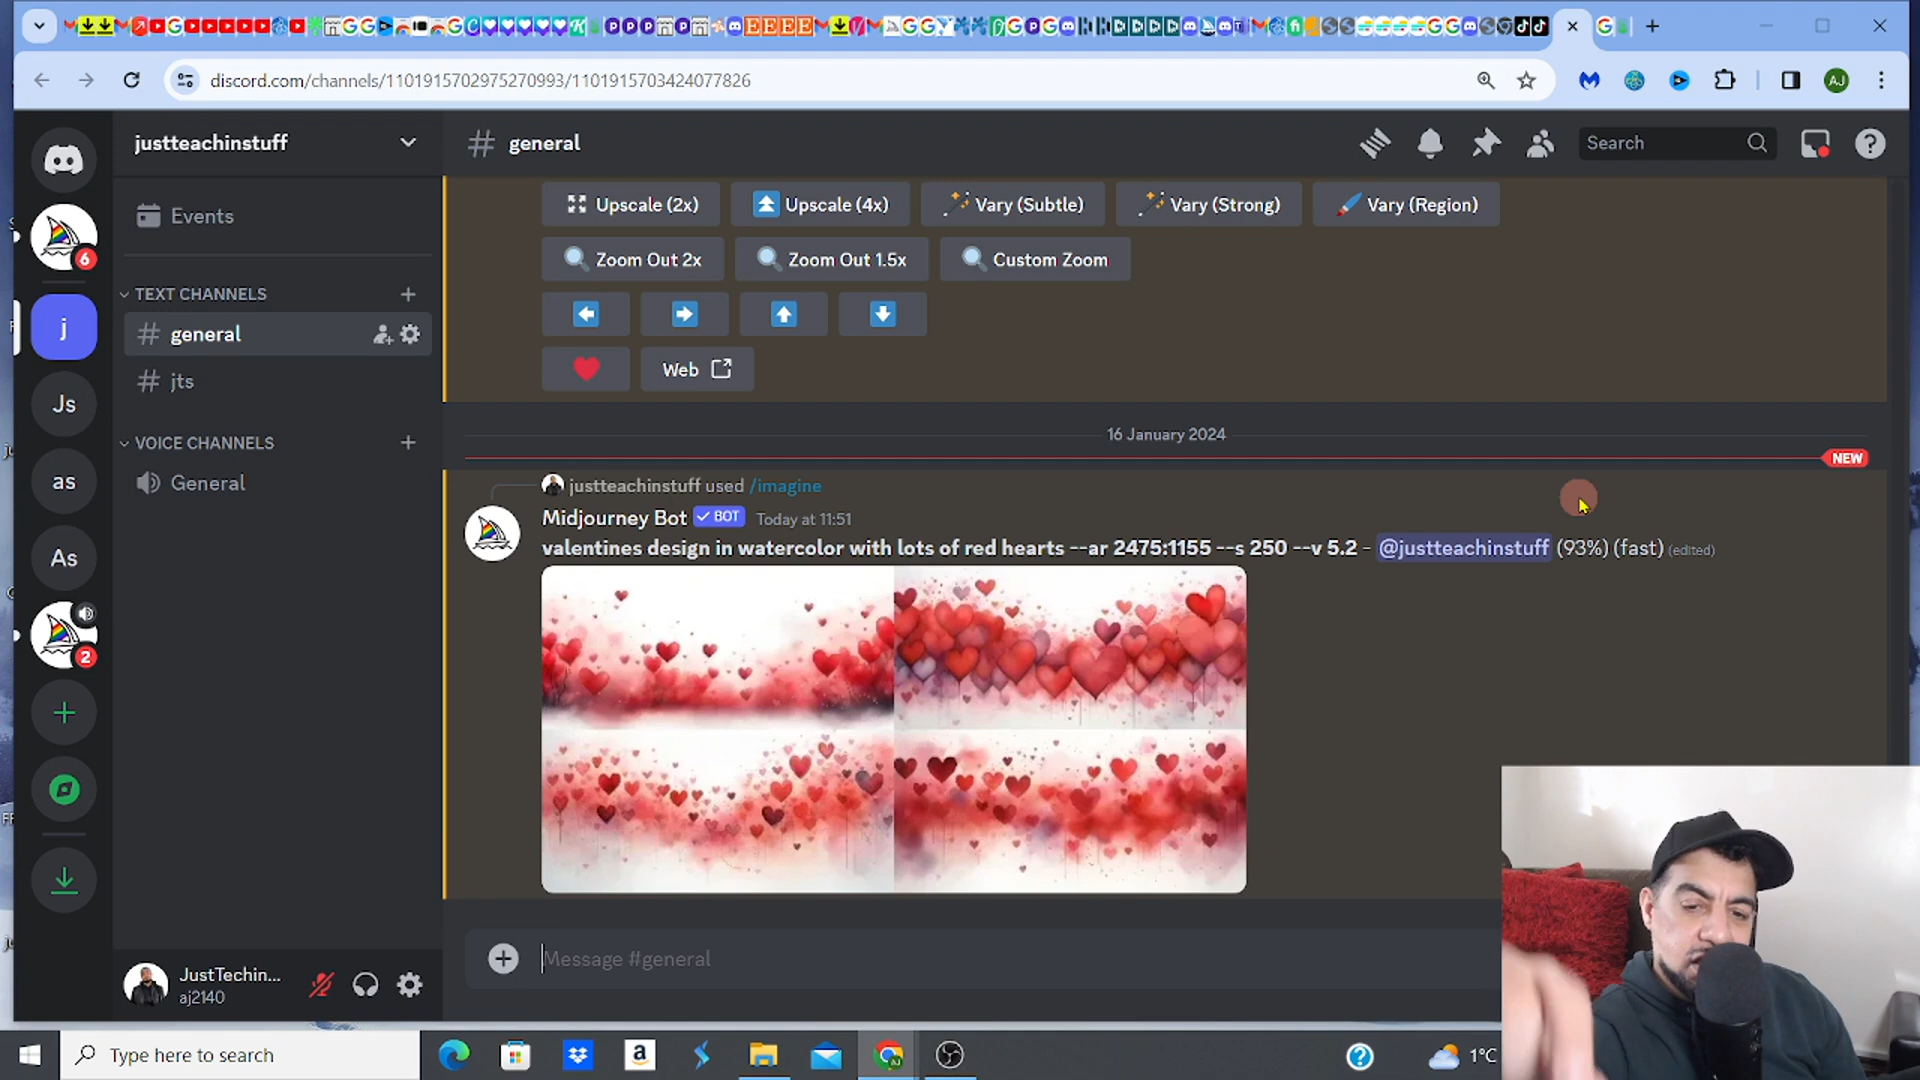 discord.com/channels/1101915702975270993/1101915703424077826
AJ
justteachinstuff
general
Search
Events
TEXT CHANNELS
general
jts
VOICE CHANNELS
General
6
j
Js
as
As
2
Upscale (2x)
Upscale (4x)
Vary (Subtle)
Vary (Strong)
Vary (Region)
Zoom Out 2x
Zoom Out 1.5x
Custom Zoom
Web
16 January 2024
NEW
justteachinstuff used /imagine
Midjourney Bot BOT Today at 11:51
valentines design in watercolor with lots of red hearts --ar 2475:1155 --s 250 --v 5.2 - @justteachinstuff (93%) (fast) (edited)
Message #general
JustTechin...
aj2140
Type here to search
1°C